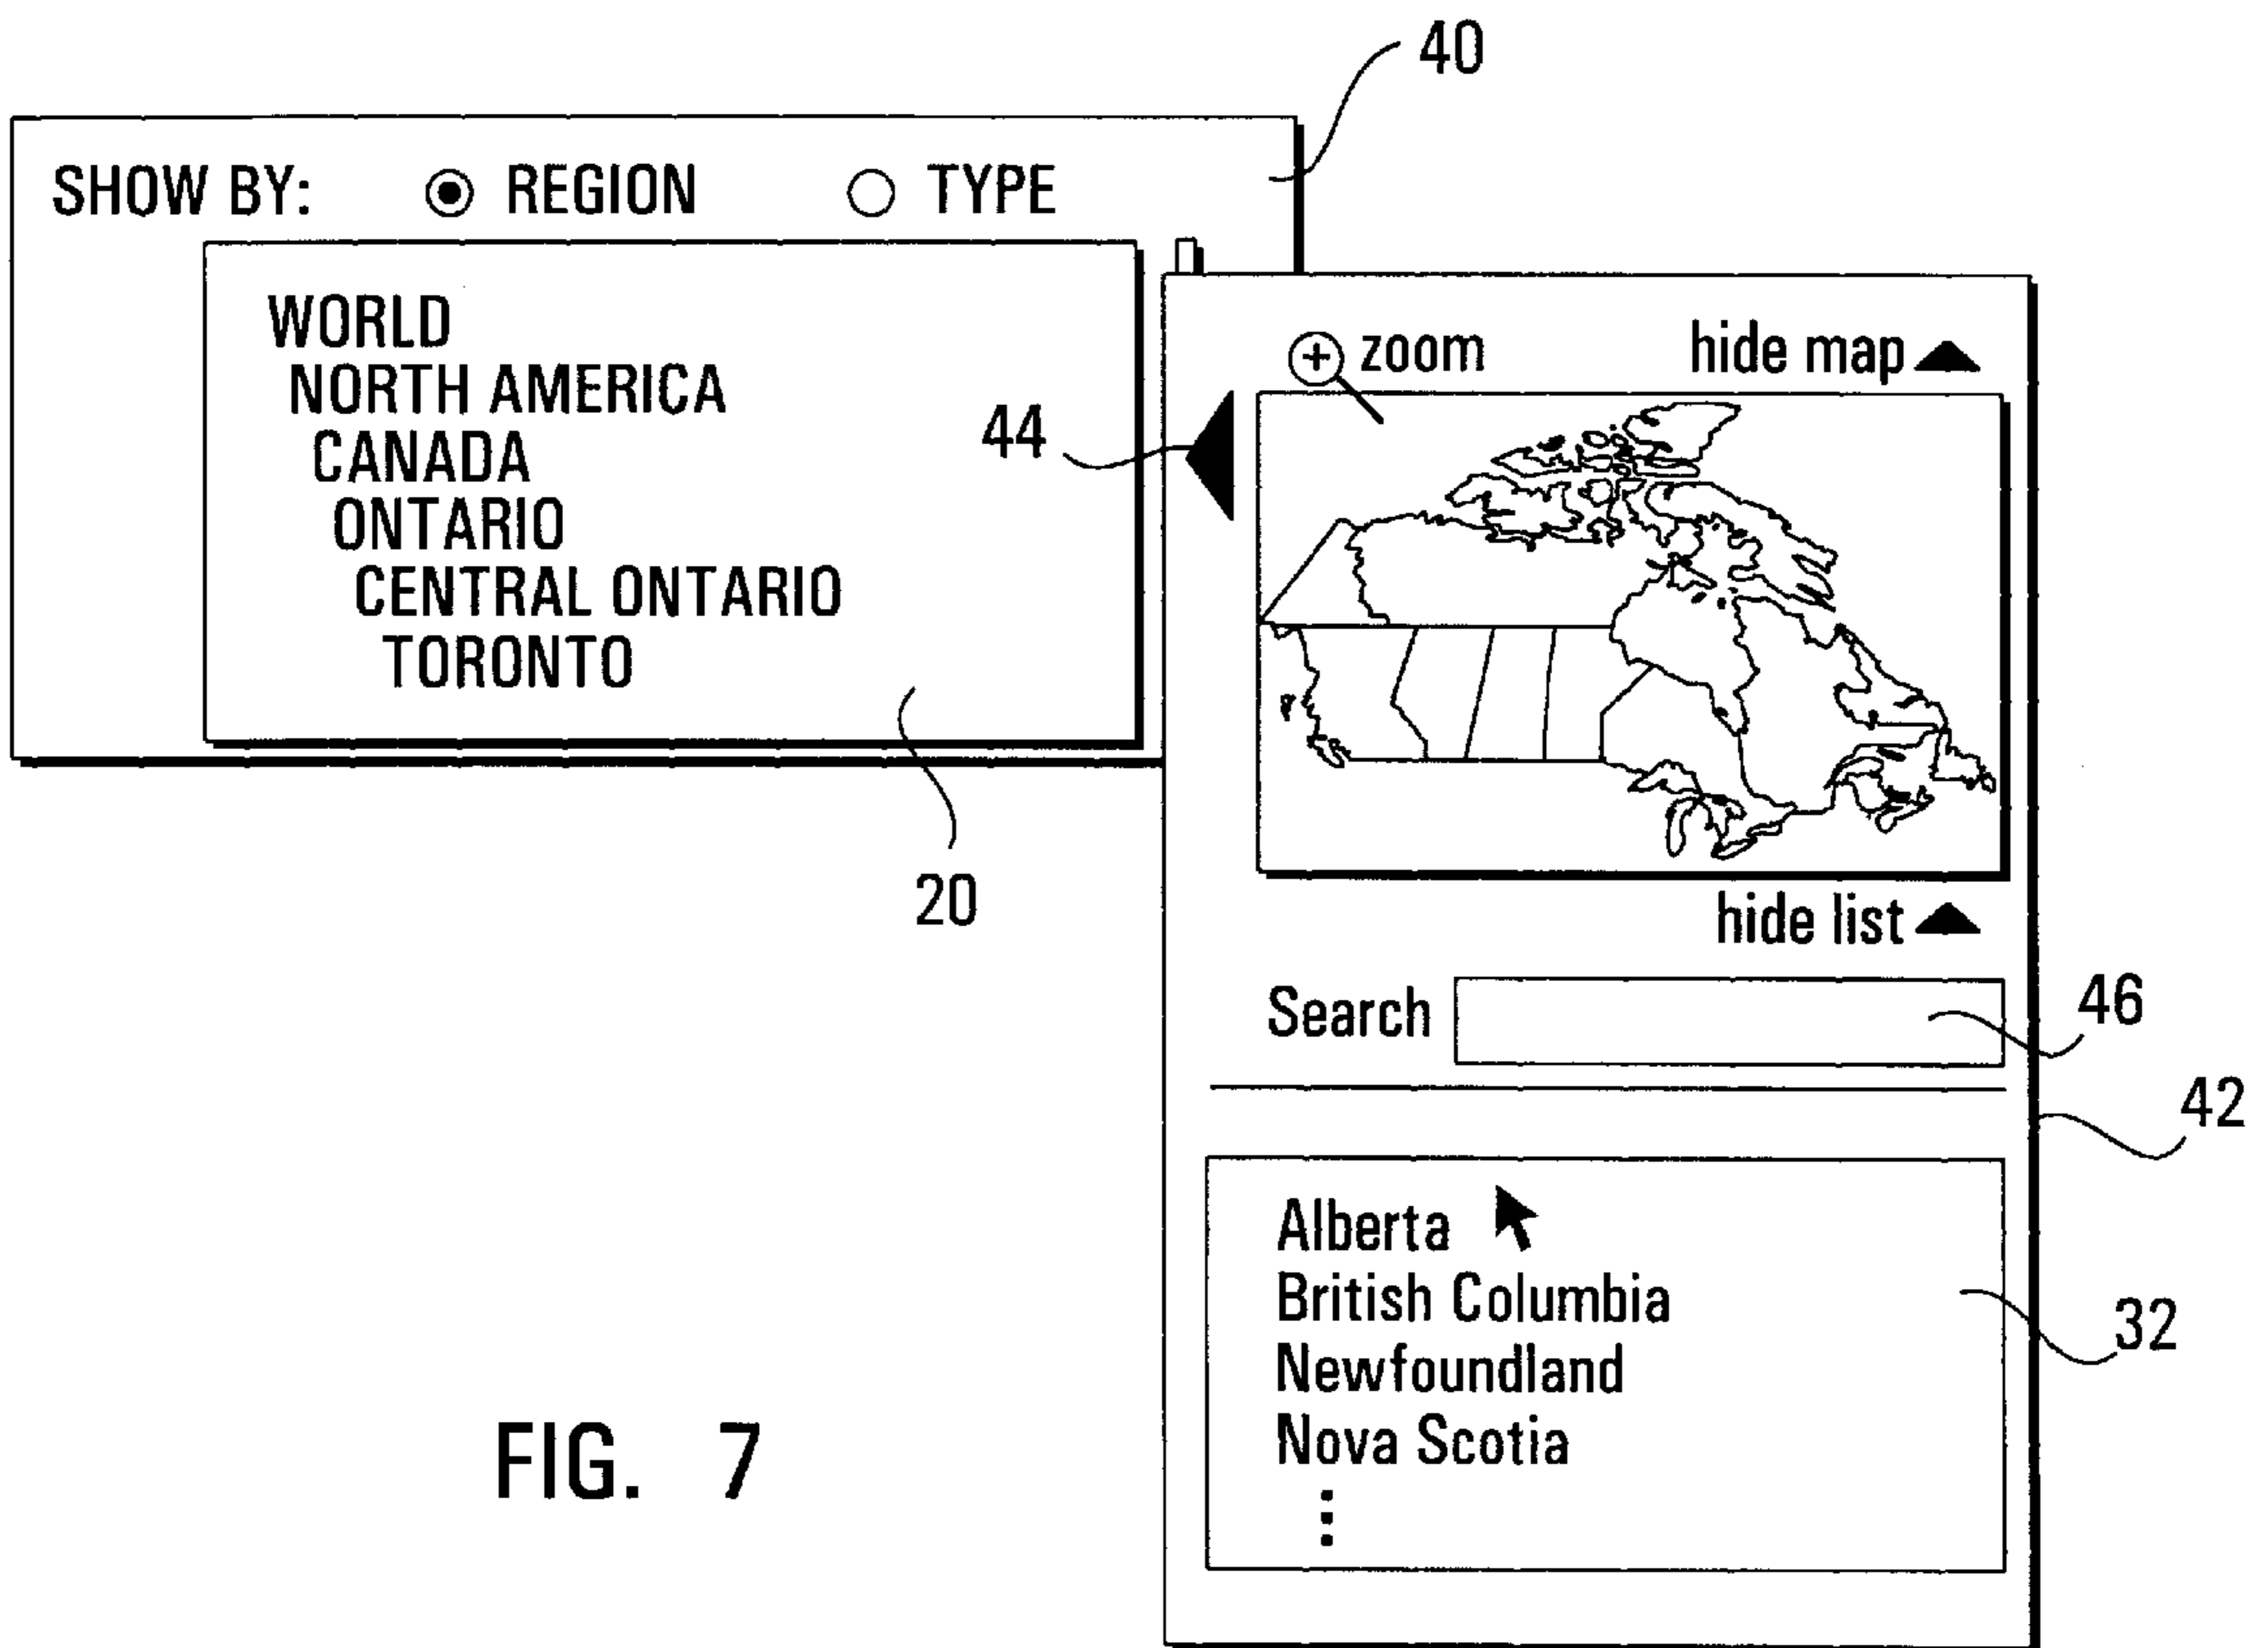 40
SHOW BY: REGION TYPE
WORLD
NORTH AMERICA
CANADA
ONTARIO
CENTRAL ONTARIO
TORONTO
20
44
zoom hide map
hide list
Search
46
42
Alberta
British Columbia
Newfoundland
Nova Scotia
32
FIG. 7